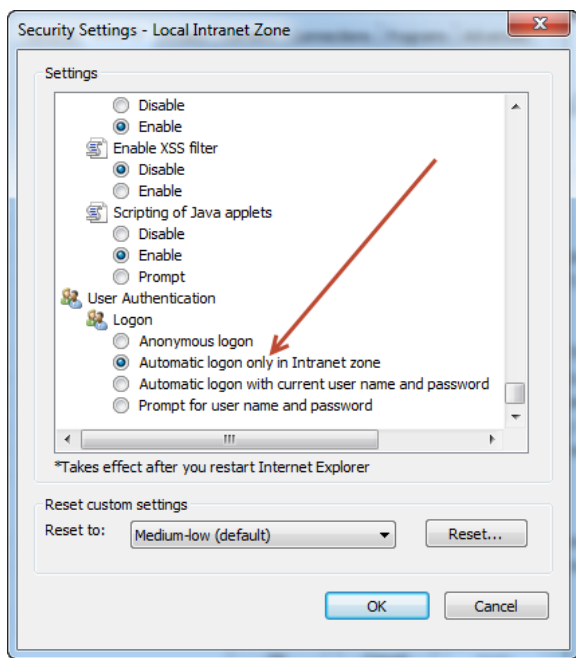 Security Settings - Local Intranet Zone
Settings
Disable
Enable
Enable XSS filter
Disable
Enable
Scripting of Java applets
Disable
Enable
Prompt
User Authentication
Logon
Anonymous logon
Automatic logon only in Intranet zone
Automatic logon with current user name and password
Prompt for user name and password
*Takes effect after you restart Internet Explorer
Reset custom settings
Reset to:
Medium-low (default)
Reset...
OK
Cancel